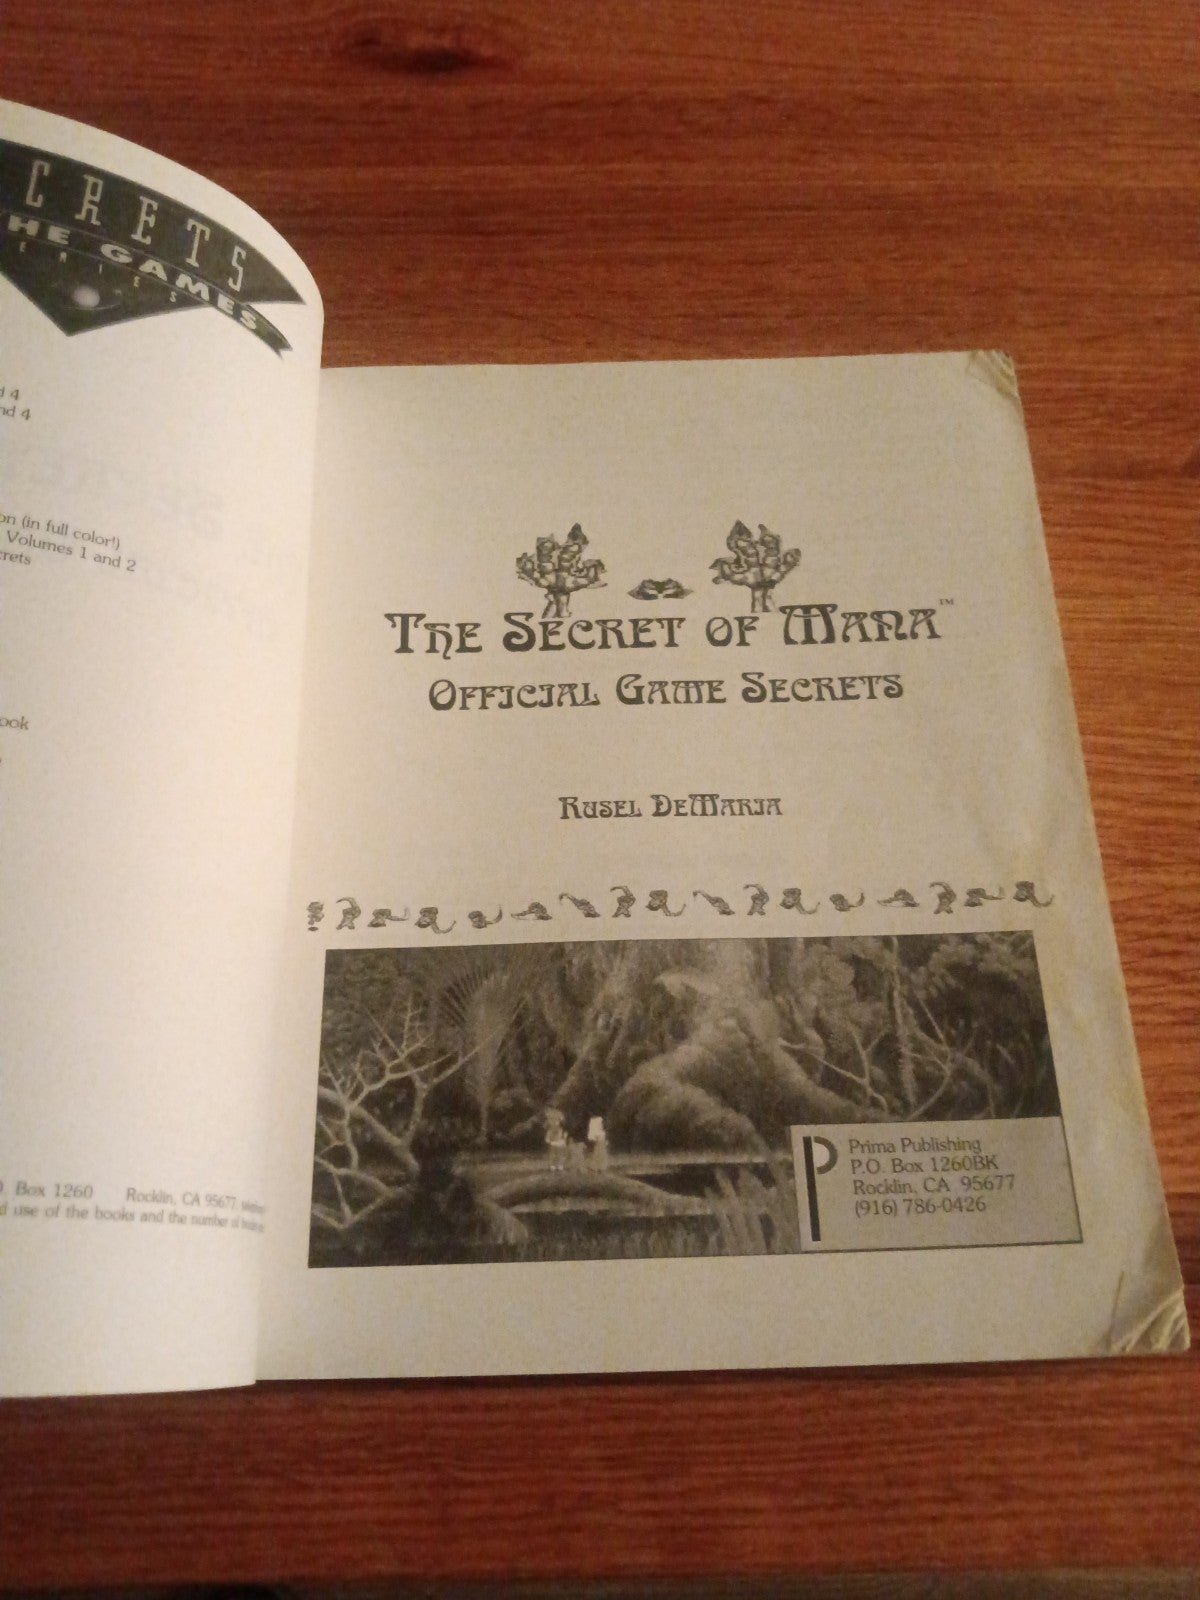 CRETS
THE GAMES
ERIES
d 4
nd 4
on (in full color!)
Volumes 1 and 2
crets
ook
O. Box 1260 Rocklin, CA 95677
d use of the books and the number of
THE SECRET OF MANA™
OFFICIAL GAME SECRETS
RUSEL DEMARIA
Prima Publishing
P.O. Box 1260BK
Rocklin, CA 95677
(916) 786-0426